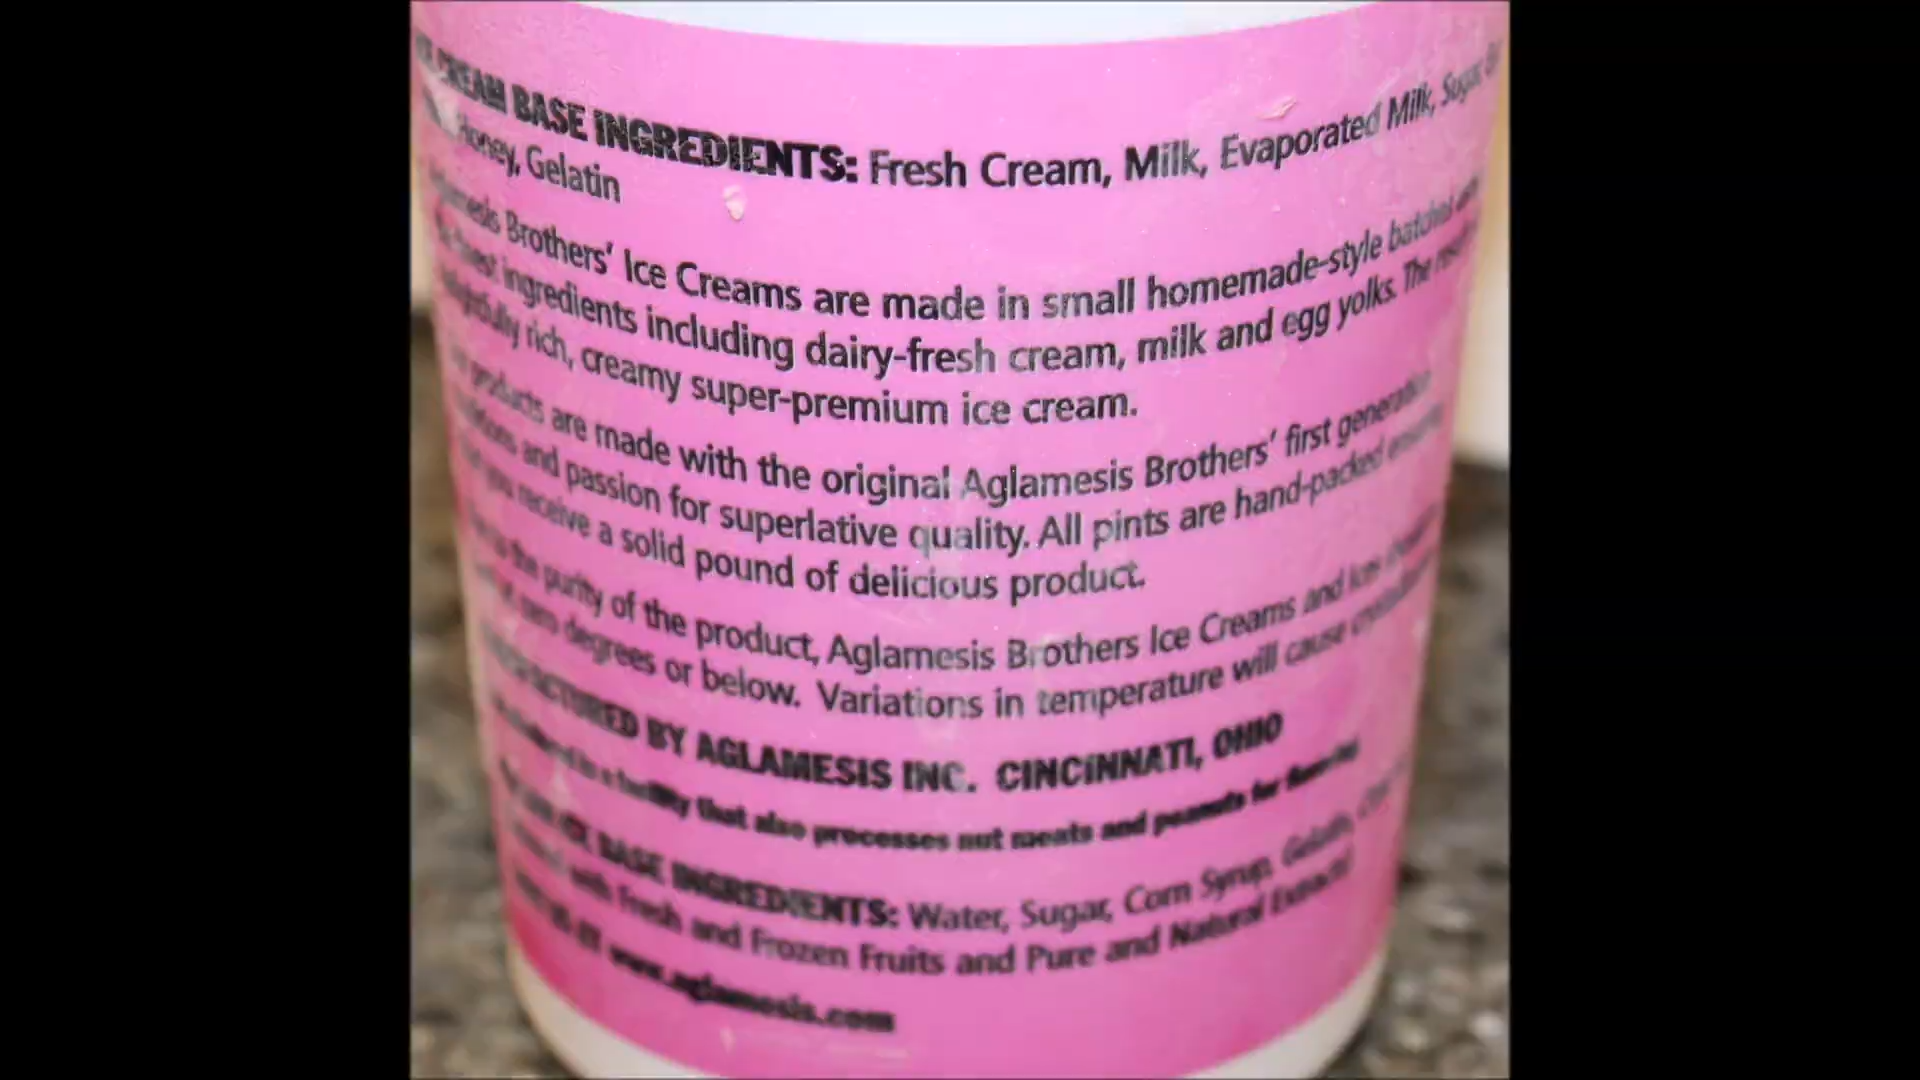 CREAM BASE INGREDIENTS: Fresh Cream, Milk, Evaporated Milk, Sugar,
Honey, Gelatin
Aglamesis Brothers' Ice Creams are made in small homemade-style batches
finest ingredients including dairy-fresh cream, milk and egg yolks. The
rich, creamy super-premium ice cream.
products are made with the original Aglamesis Brothers' first generation
and passion for superlative quality. All pints are hand-packed
you receive a solid pound of delicious product.
the purity of the product, Aglamesis Brothers Ice Creams and Ices
zero degrees or below. Variations in temperature will cause
MANUFACTURED BY AGLAMESIS INC. CINCINNATI, OHIO
in a facility that also processes nut meats and peanuts for
BASE INGREDIENTS: Water, Sugar, Corn Syrup, Gelatin,
with Fresh and Frozen Fruits and Pure and Natural Extracts
www.aglamesis.com